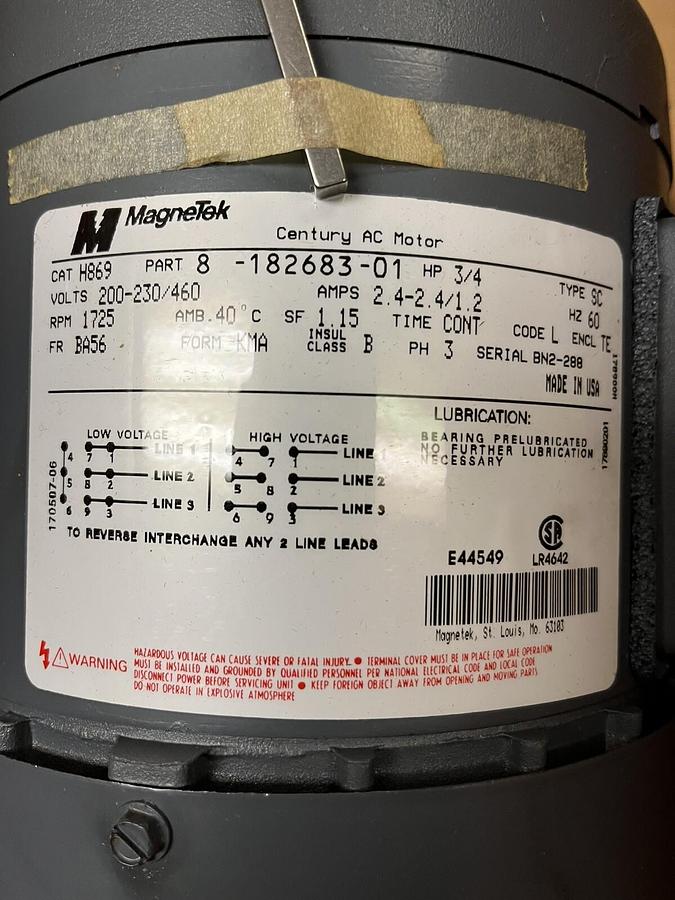 MagneTek
Century AC Motor
CAT H869 PART 8 -182683-01 HP 3/4 TYPE SC
VOLTS 200-230/460 AMPS 2.4-2.4/1.2 HZ 60
RPM 1725 AMB. 40°C SF 1.15 TIME CONT CODE L ENCL TE
FR BA56 FORM KMA INSUL CLASS B PH 3 SERIAL BN2-288
MADE IN USA
LOW VOLTAGE
4 7 1 LINE 1
5 8 2 LINE 2
6 9 3 LINE 3
170507-06
HIGH VOLTAGE
4 7 1 LINE 1
5 8 2 LINE 2
6 9 3 LINE 3
TO REVERSE INTERCHANGE ANY 2 LINE LEADS
LUBRICATION:
BEARING PRELUBRICATED
NO FURTHER LUBRICATION
NECESSARY
E44549
SA
LR4642
Magnetek, St. Louis, Mo. 63103
WARNING
HAZARDOUS VOLTAGE CAN CAUSE SEVERE OR FATAL INJURY. ● TERMINAL COVER MUST BE IN PLACE FOR SAFE OPERATION
MUST BE INSTALLED AND GROUNDED BY QUALIFIED PERSONNEL PER NATIONAL ELECTRICAL CODE AND LOCAL CODE
DISCONNECT POWER BEFORE SERVICING UNIT ● KEEP FOREIGN OBJECT AWAY FROM OPENING AND MOVING PARTS
DO NOT OPERATE IN EXPLOSIVE ATMOSPHERE